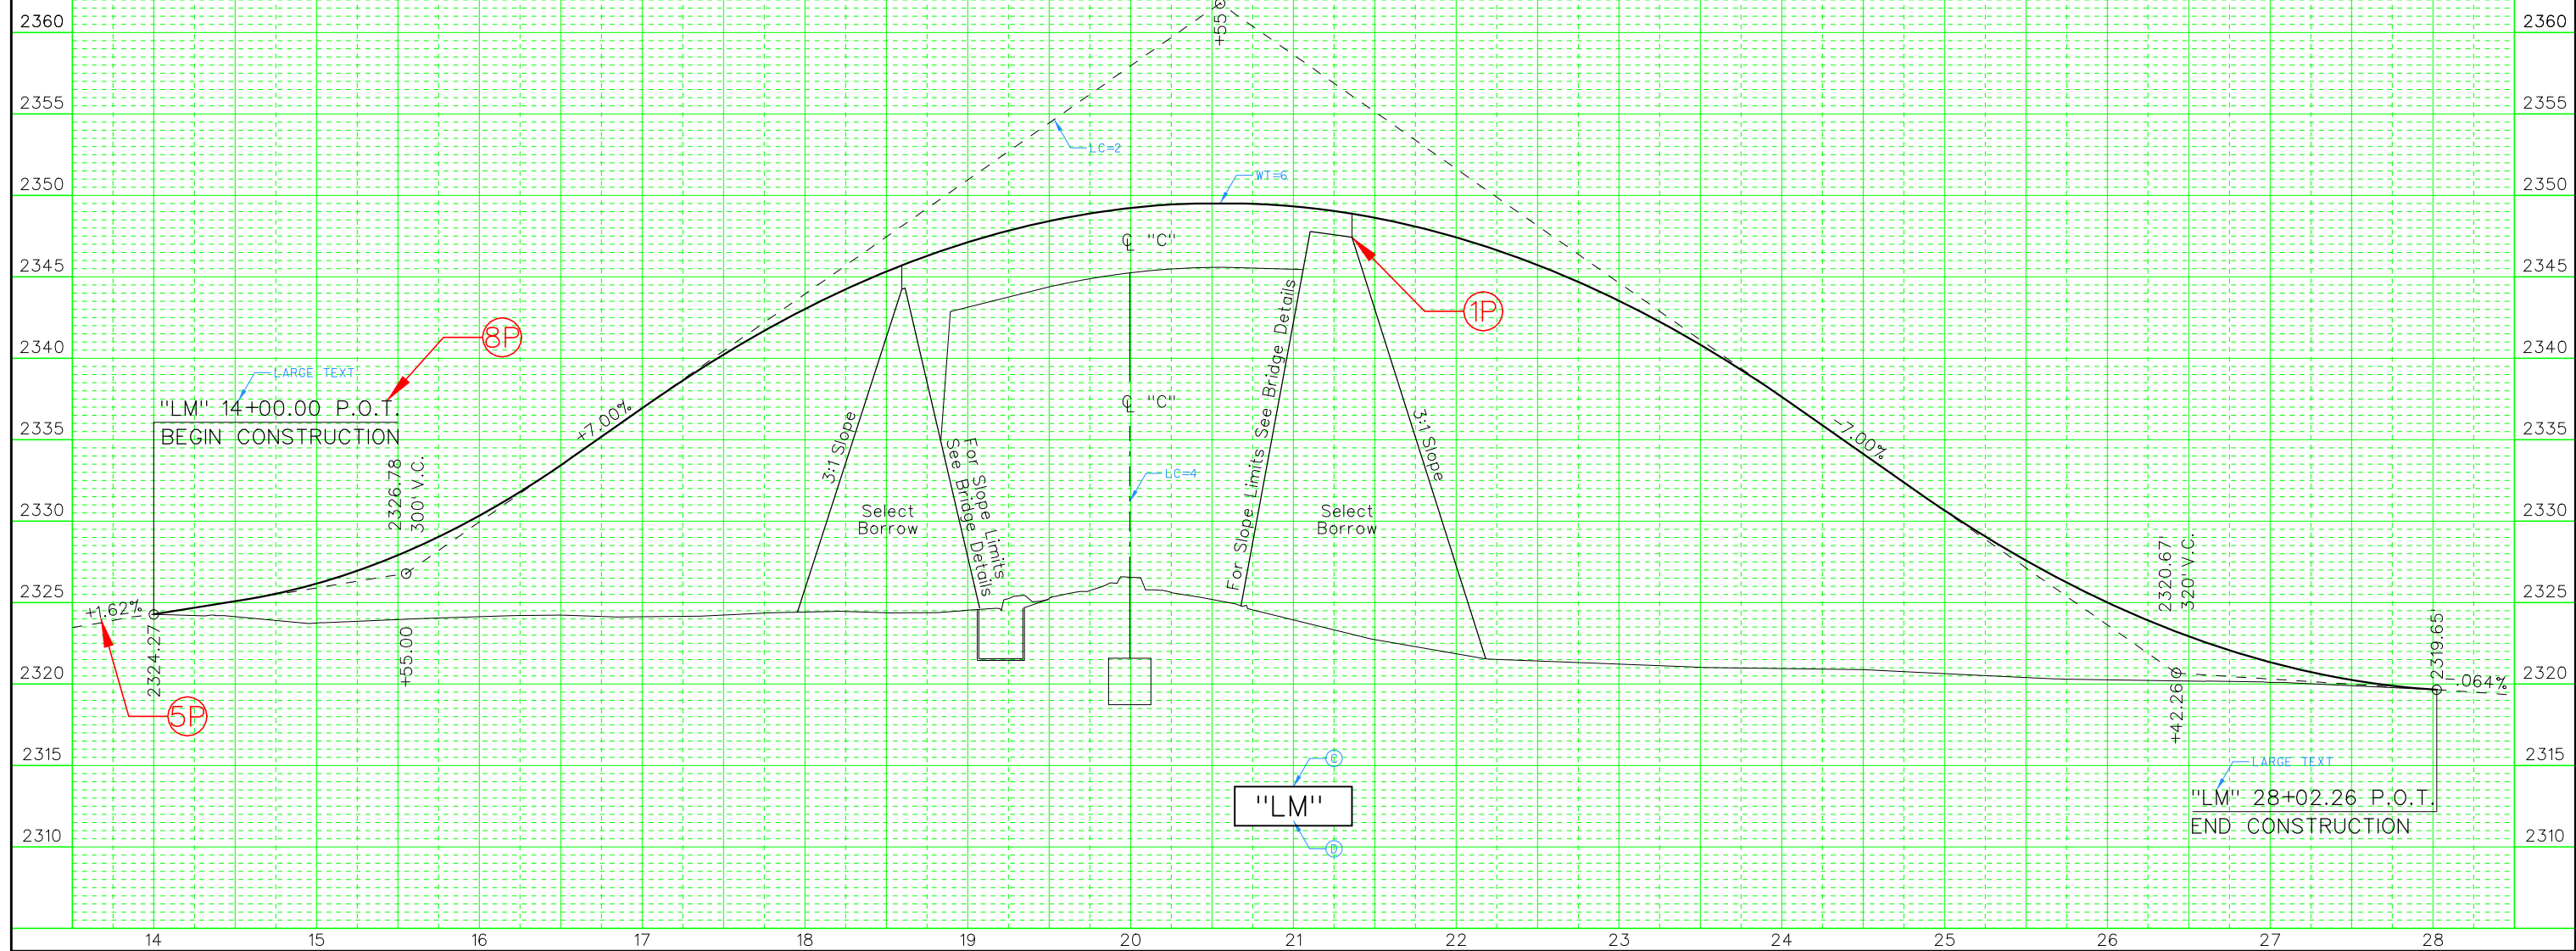 2360
2360
+55.0
2355
2355
LC=2
2350
2350
WT=6
℄ "C"
2345
2345
1P
8P
2340
2340
LARGE TEXT
"LM" 14+00.00 P.O.T.
BEGIN CONSTRUCTION
+7.00%
℄ "C"
-7.00%
2335
2335
2326.78
300' V.C.
3:1 Slope
For Slope Limits
See Bridge Details
LC=4
For Slope Limits See Bridge Details
3:1 Slope
2330
2330
Select
Borrow
Select
Borrow
2320.67'
320' V.C.
2325
2325
+1.62%
2324.27
+55.00
2319.65'
2320
2320
-.064%
5P
+42.26
2315
2315
C
LARGE TEXT
"LM"
"LM" 28+02.26 P.O.T.
END CONSTRUCTION
2310
2310
D
14 15 16 17 18 19 20 21 22 23 24 25 26 27 28